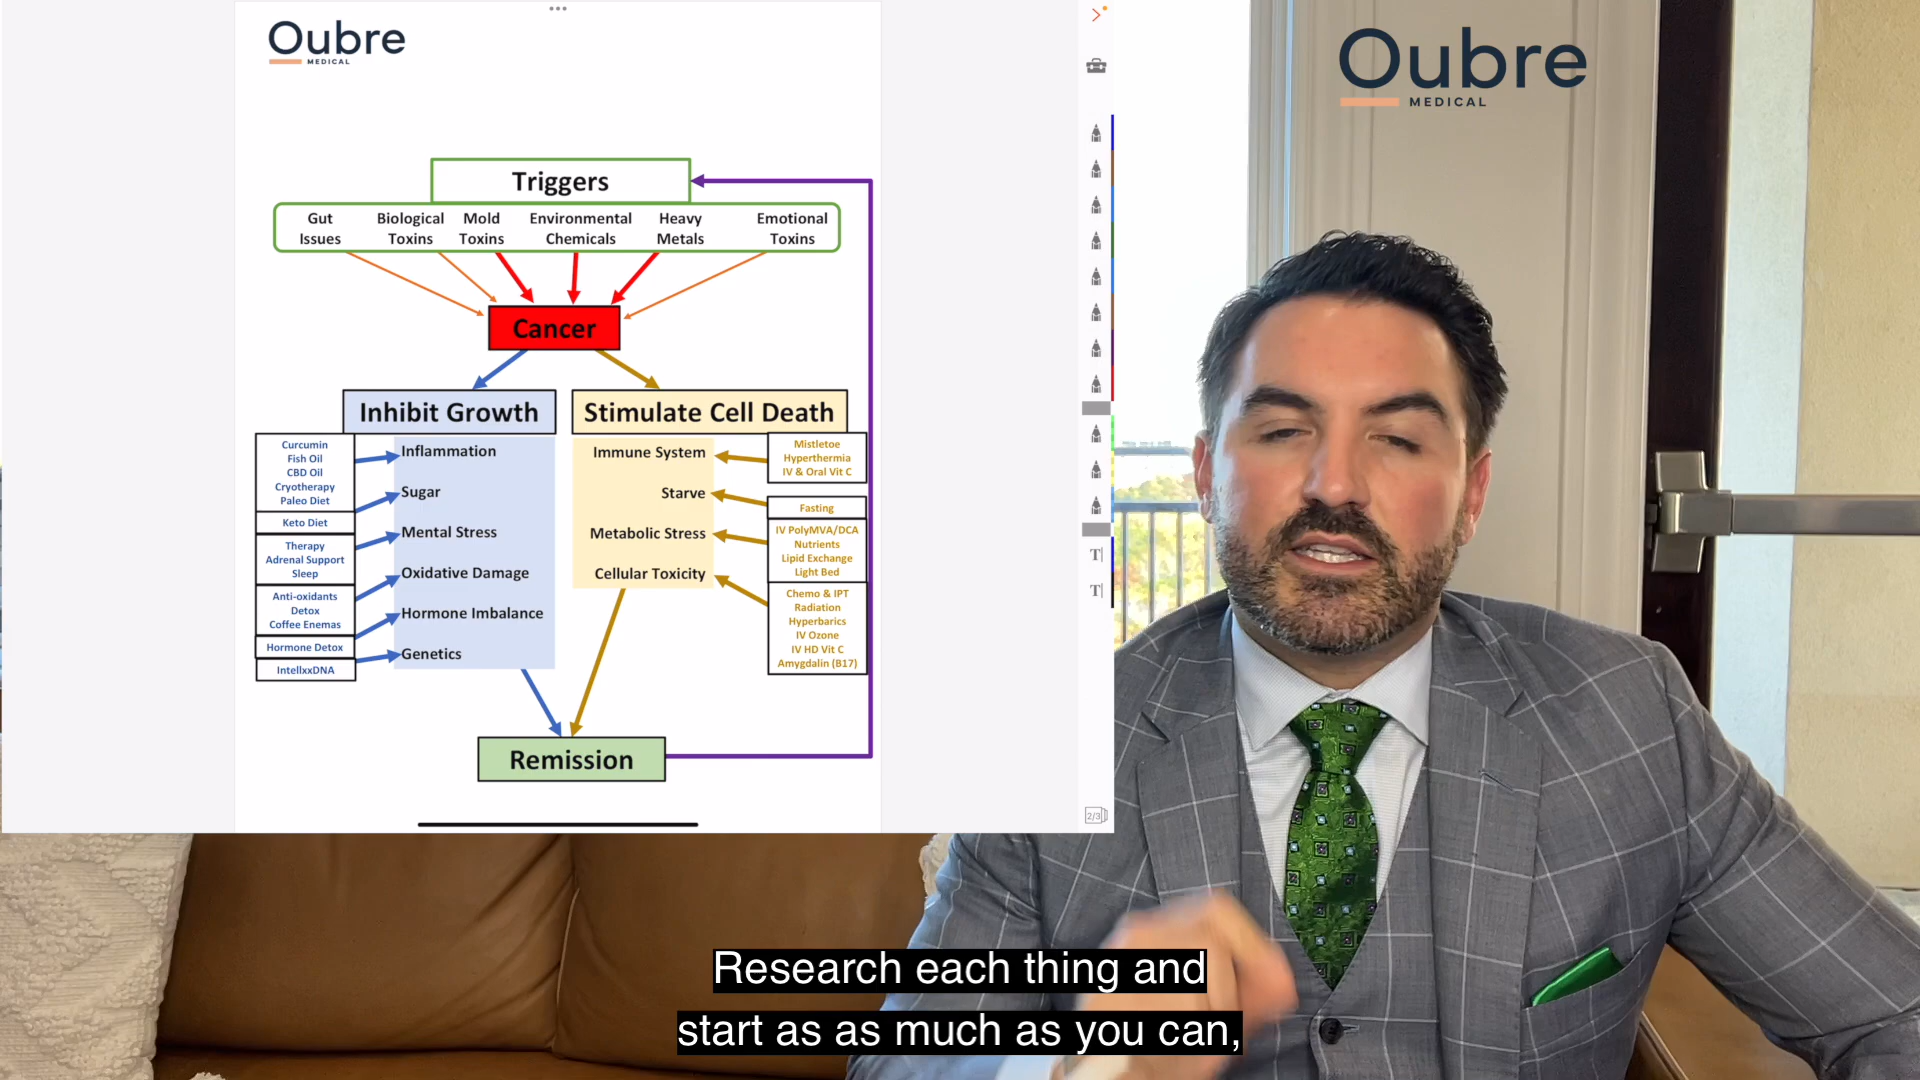 Oubre
MEDICAL
Triggers
Gut Issues
Biological Toxins
Mold Toxins
Environmental Chemicals
Heavy Metals
Emotional Toxins
Cancer
Inhibit Growth
Curcumin
Fish Oil
CBD Oil
Cryotherapy
Paleo Diet
Keto Diet
Therapy
Adrenal Support
Sleep
Anti-oxidants
Detox
Coffee Enemas
Hormone Detox
IntellxxDNA
Inflammation
Sugar
Mental Stress
Oxidative Damage
Hormone Imbalance
Genetics
Stimulate Cell Death
Immune System
Starve
Metabolic Stress
Cellular Toxicity
Mistletoe
Hyperthermia
IV & Oral Vit C
Fasting
IV PolyMVA/DCA
Nutrients
Lipid Exchange
Light Bed
Chemo & IPT
Radiation
Hyperbarics
IV Ozone
IV HD Vit C
Amygdalin (B17)
Remission
T
T
2/3
Oubre
MEDICAL
Research each thing and
start as as much as you can,